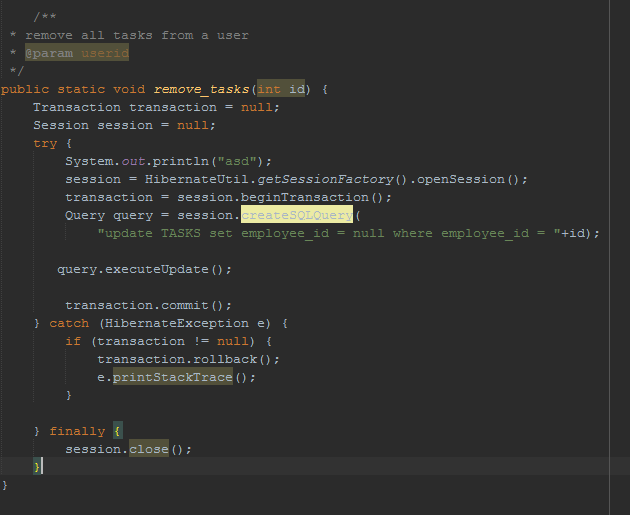 /**
* remove all tasks from a user
* @param userid
*/
public static void remove_tasks(int id) {
Transaction transaction = null;
Session session = null;
try {
System.out.println("asd");
session = HibernateUtil.getSessionFactory().openSession();
transaction = session.beginTransaction();
Query query = session.createSQLQuery(
"update TASKS set employee_id = null where employee_id = "+id);
query.executeUpdate();
transaction.commit();
} catch (HibernateException e) {
if (transaction != null) {
transaction.rollback();
e.printStackTrace();
}
} finally {
session.close();
}
}